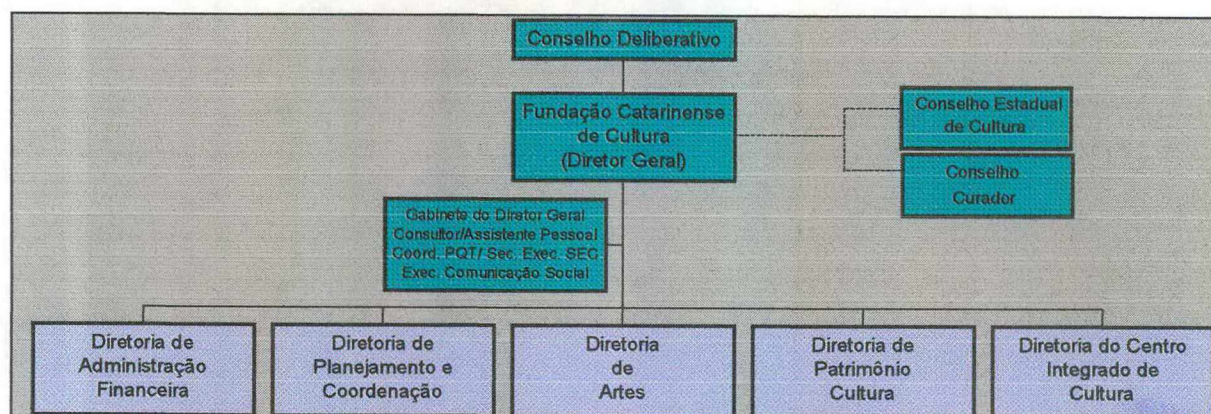 Conselho Deliberativo
Fundação Catarinense
de Cultura
(Diretor Geral)
Conselho Estadual
de Cultura
Conselho
Curador
Gabinete do Diretor Geral
Consultor/Assistente Pessoal
Coord. PQT/ Sec. Exec. SEC
Exec. Comunicação Social
Diretoria de
Administração
Financeira
Diretoria de
Planejamento e
Coordenação
Diretoria
de
Artes
Diretoria de
Patrimônio
Cultura
Diretoria do Centro
Integrado de
Cultura